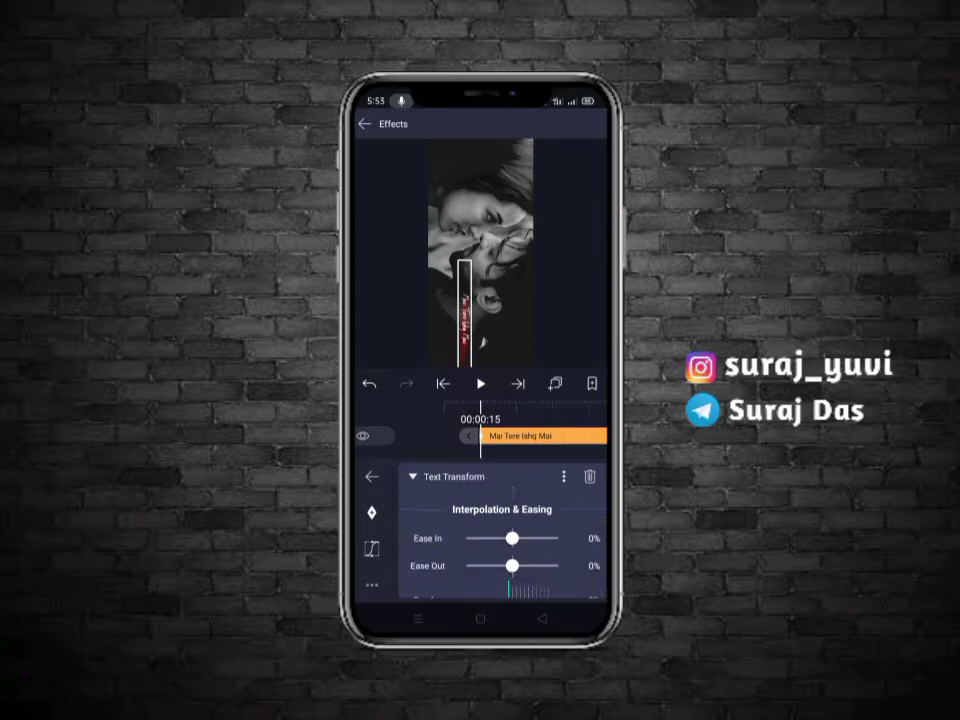 5:53
Effects
00:00:15
Mai Tere Ishq Mai
Text Transform
Interpolation & Easing
Ease In
0%
Ease Out
0%
suraj_yuvi
Suraj Das